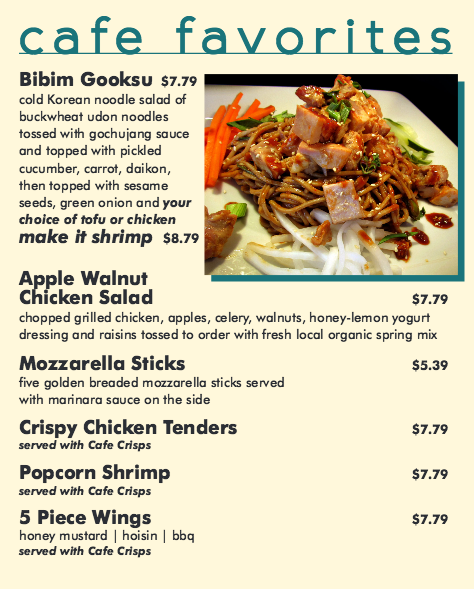 cafe favorites
Bibim Gooksu $7.79
cold Korean noodle salad of
buckwheat udon noodles
tossed with gochujang sauce
and topped with pickled
cucumber, carrot, daikon,
then topped with sesame
seeds, green onion and your
choice of tofu or chicken
make it shrimp $8.79
Apple Walnut
Chicken Salad $7.79
chopped grilled chicken, apples, celery, walnuts, honey-lemon yogurt
dressing and raisins tossed to order with fresh local organic spring mix
Mozzarella Sticks $5.39
five golden breaded mozzarella sticks served
with marinara sauce on the side
Crispy Chicken Tenders $7.79
served with Cafe Crisps
Popcorn Shrimp $7.79
served with Cafe Crisps
5 Piece Wings $7.79
honey mustard | hoisin | bbq
served with Cafe Crisps